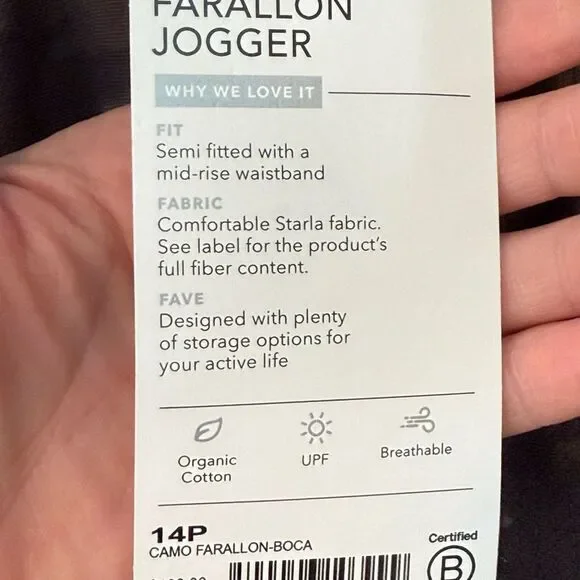 FARALLON
JOGGER
WHY WE LOVE IT
FIT
Semi fitted with a
mid-rise waistband
FABRIC
Comfortable Starla fabric.
See label for the product's
full fiber content.
FAVE
Designed with plenty
of storage options for
your active life
Organic
Cotton
UPF
Breathable
14P
CAMO FARALLON-BOCA
Certified
B